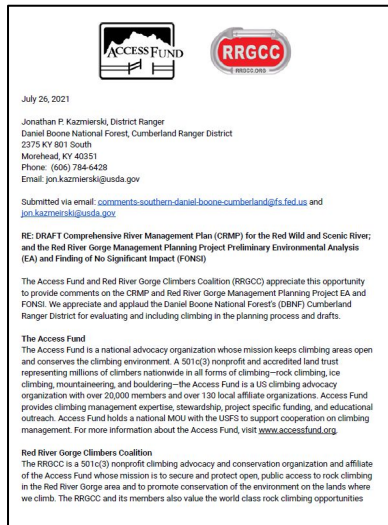 ACCESS FUND
RRGCC
RRGCC.ORG
July 26, 2021
Jonathan P. Kazmierski, District Ranger
Daniel Boone National Forest, Cumberland Ranger District
2375 KY 801 South
Morehead, KY 40351
Phone: (606) 784-6428
Email: jon.kazmierski@usda.gov
Submitted via email: comments-southern-daniel-boone-cumberland@fs.fed.us and
jon.kazmeirski@usda.gov
RE: DRAFT Comprehensive River Management Plan (CRMP) for the Red Wild and Scenic River;
and the Red River Gorge Management Planning Project Preliminary Environmental Analysis
(EA) and Finding of No Significant Impact (FONSI)
The Access Fund and Red River Gorge Climbers Coalition (RRGCC) appreciate this opportunity
to provide comments on the CRMP and Red River Gorge Management Planning Project EA and
FONSI. We appreciate and applaud the Daniel Boone National Forest's (DBNF) Cumberland
Ranger District for evaluating and including climbing in the planning process and drafts.
The Access Fund
The Access Fund is a national advocacy organization whose mission keeps climbing areas open
and conserves the climbing environment. A 501c(3) nonprofit and accredited land trust
representing millions of climbers nationwide in all forms of climbing—rock climbing, ice
climbing, mountaineering, and bouldering—the Access Fund is a US climbing advocacy
organization with over 20,000 members and over 130 local affiliate organizations. Access Fund
provides climbing management expertise, stewardship, project specific funding, and educational
outreach. Access Fund holds a national MOU with the USFS to support cooperation on climbing
management. For more information about the Access Fund, visit www.accessfund.org.
Red River Gorge Climbers Coalition
The RRGCC is a 501c(3) nonprofit climbing advocacy and conservation organization and affiliate
of the Access Fund whose mission is to secure and protect open, public access to rock climbing
in the Red River Gorge area and to promote conservation of the environment on the lands where
we climb. The RRGCC and its members also value the world class rock climbing opportunities